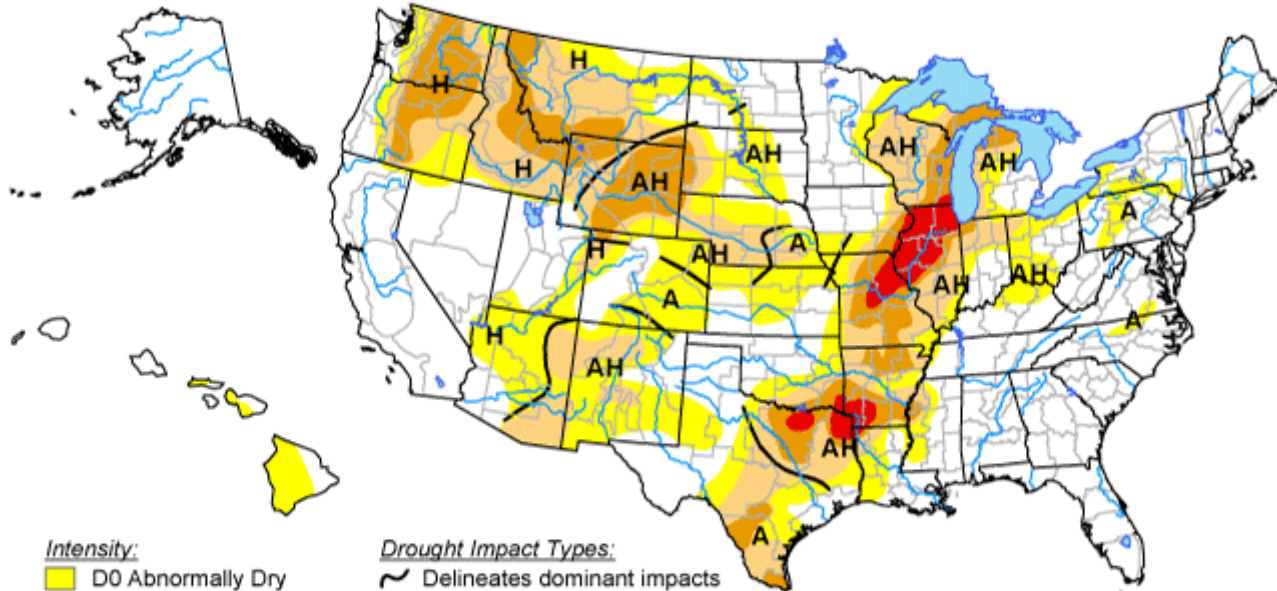 H
H
H
AH
AH
AH
H
AH
A
H
AH
A
AH
AH
A
H
A
AH
AH
A
Intensity:
D0 Abnormally Dry
Drought Impact Types:
Delineates dominant impacts